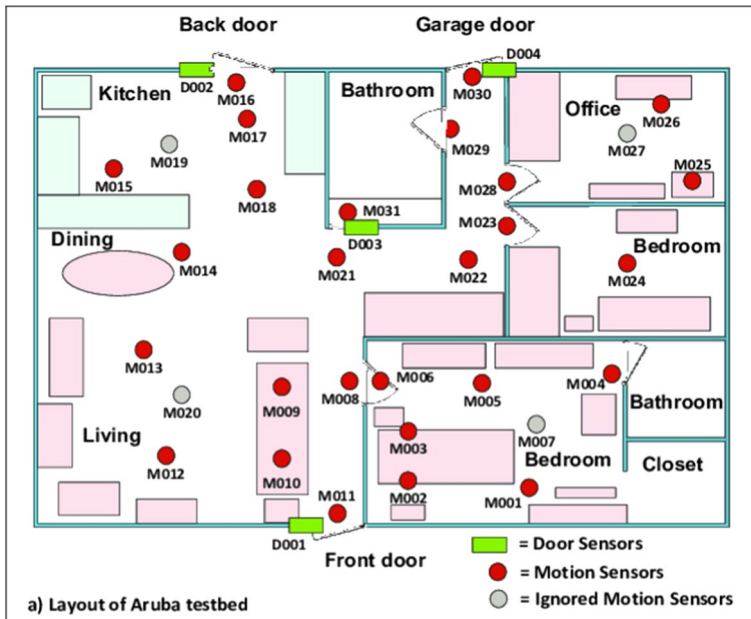 Back door
Garage door
D004
D002
Kitchen
M016
Bathroom
M030
Office
M026
M017
M029
M027
M019
M015
M025
M018
M028
M031
M023
Dining
D003
Bedroom
M014
M021
M022
M024
M013
M006
M008
M004
M020
M009
M005
Bathroom
Living
M003
M007
M012
M010
Bedroom
Closet
M002
M011
M001
D001
Front door
= Door Sensors
= Motion Sensors
= Ignored Motion Sensors
a) Layout of Aruba testbed